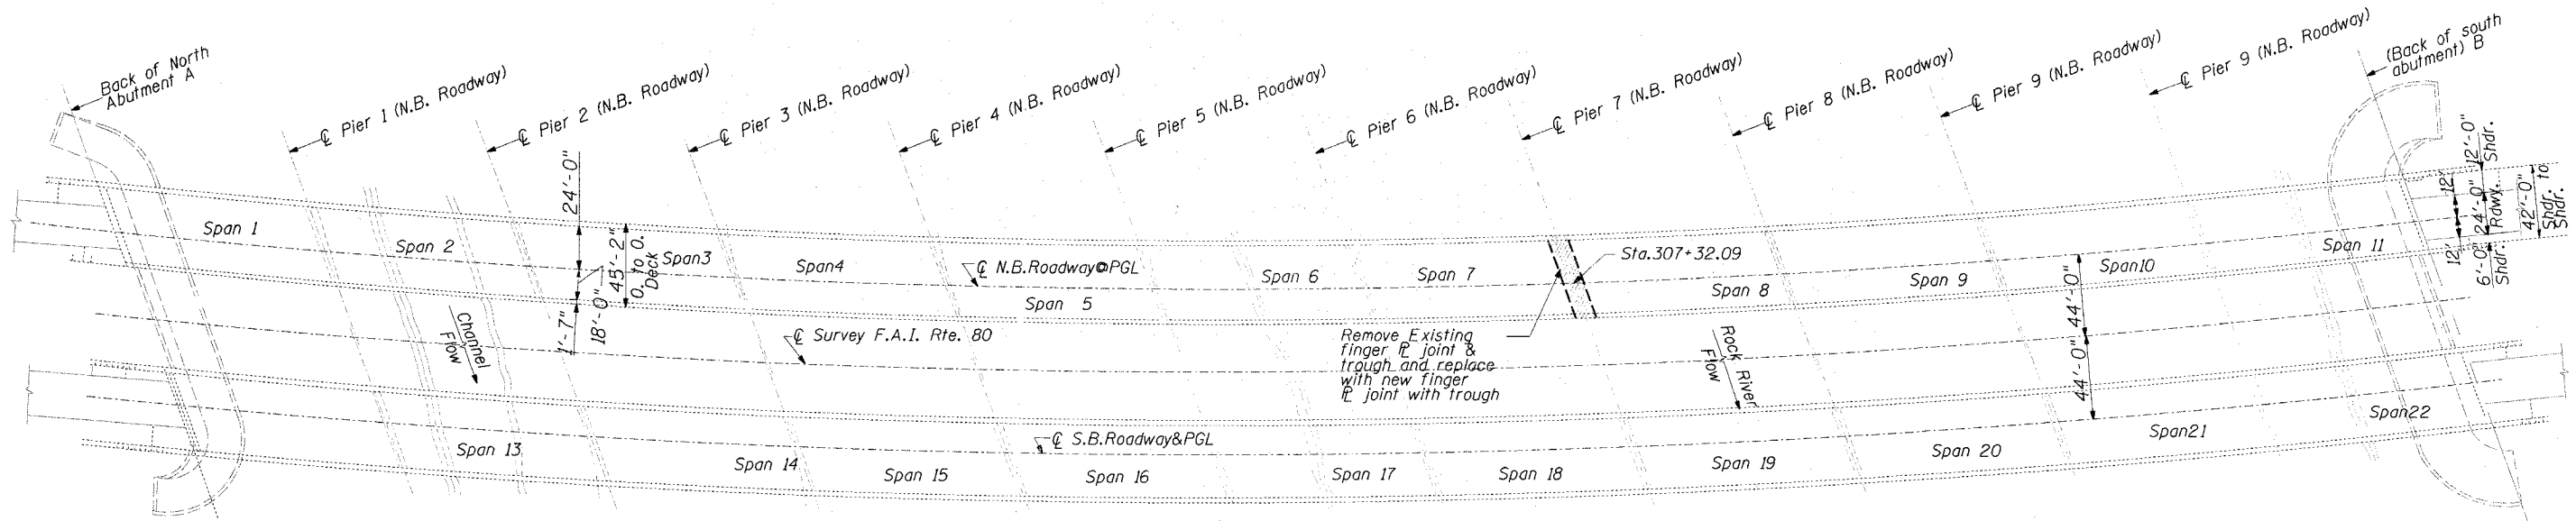 Back of North
Abutment A
℄ Pier 1 (N.B. Roadway)
℄ Pier 2 (N.B. Roadway)
℄ Pier 3 (N.B. Roadway)
℄ Pier 4 (N.B. Roadway)
℄ Pier 5 (N.B. Roadway)
℄ Pier 6 (N.B. Roadway)
℄ Pier 7 (N.B. Roadway)
℄ Pier 8 (N.B. Roadway)
℄ Pier 9 (N.B. Roadway)
℄ Pier 9 (N.B. Roadway)
(Back of south
abutment) B
24'-0"
18'-0"
1'-7"
45'-2"
O. to O.
Deck
12'-0"
Shdr.
12'
24'-0"
Rdwy.
12'
6'-0"
Shdr.
42'-0"
Shdr. to
Shdr.
Span 1
Span 2
Span3
Span4
℄ N.B.Roadway@PGL
Span 5
Span 6
Span 7
Sta.307+32.09
Span 8
Span 9
Span10
Span 11
44'-0"
44'-0"
Channel
Flow
℄ Survey F.A.I. Rte. 80
Remove Existing
finger ℙL joint &
trough and replace
with new finger
ℙL joint with trough
Rock River
Flow
Span 13
Span 14
Span 15
℄ S.B.Roadway&PGL
Span 16
Span 17
Span 18
Span 19
Span 20
Span21
Span22